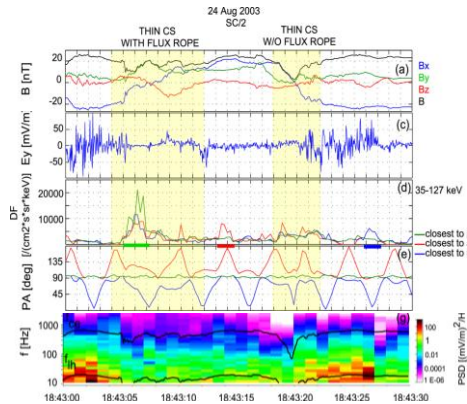 24 Aug 2003
SC/2
THIN CS
WITH FLUX ROPE
THIN CS
W/O FLUX ROPE
B [nT]
20
10
0
-10
-20
(a)
Bx
By
Bz
B
Ey [mV/m]
50
0
-50
(c)
DF
[/(cm2*s*sr*keV)]
20000
10000
0
(d)
35-127 keV
closest to
closest to
closest to
PA [deg]
135
90
45
(e)
f [Hz]
1000
100
10
(g)
flh
100
1
0.01
0.0001
1 E-06
PSD [(mV/m)²/H
18:43:00 18:43:05 18:43:10 18:43:15 18:43:20 18:43:25 18:43:30